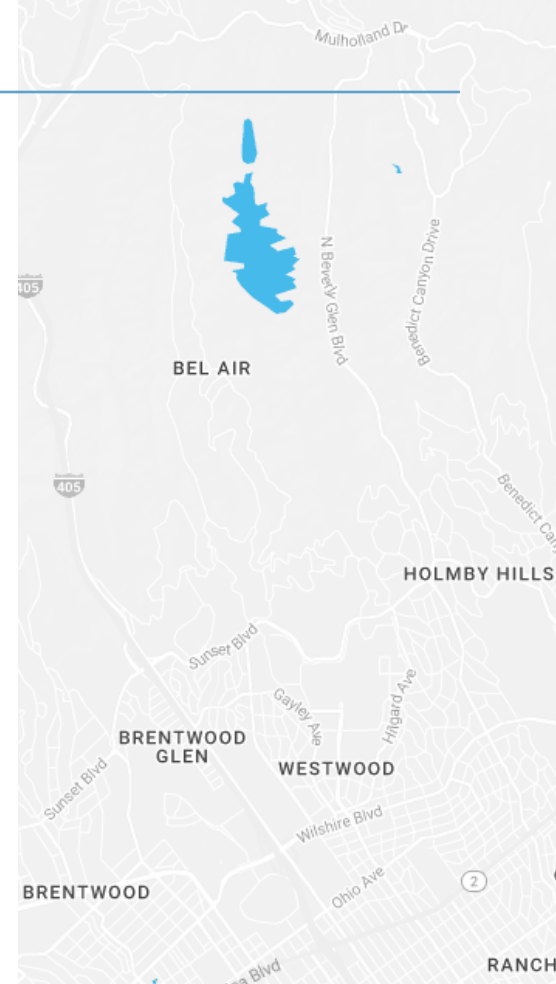 Mulholland Dr
405
N Beverly Glen Blvd
Benedict Canyon Drive
BEL AIR
405
Benedict Can
HOLMBY HILLS
Sunset Blvd
Hilgard Ave
Gayley Ave
BRENTWOOD
GLEN
WESTWOOD
Sunset Blvd
Wilshire Blvd
Ohio Ave
2
BRENTWOOD
RANCH
Blvd